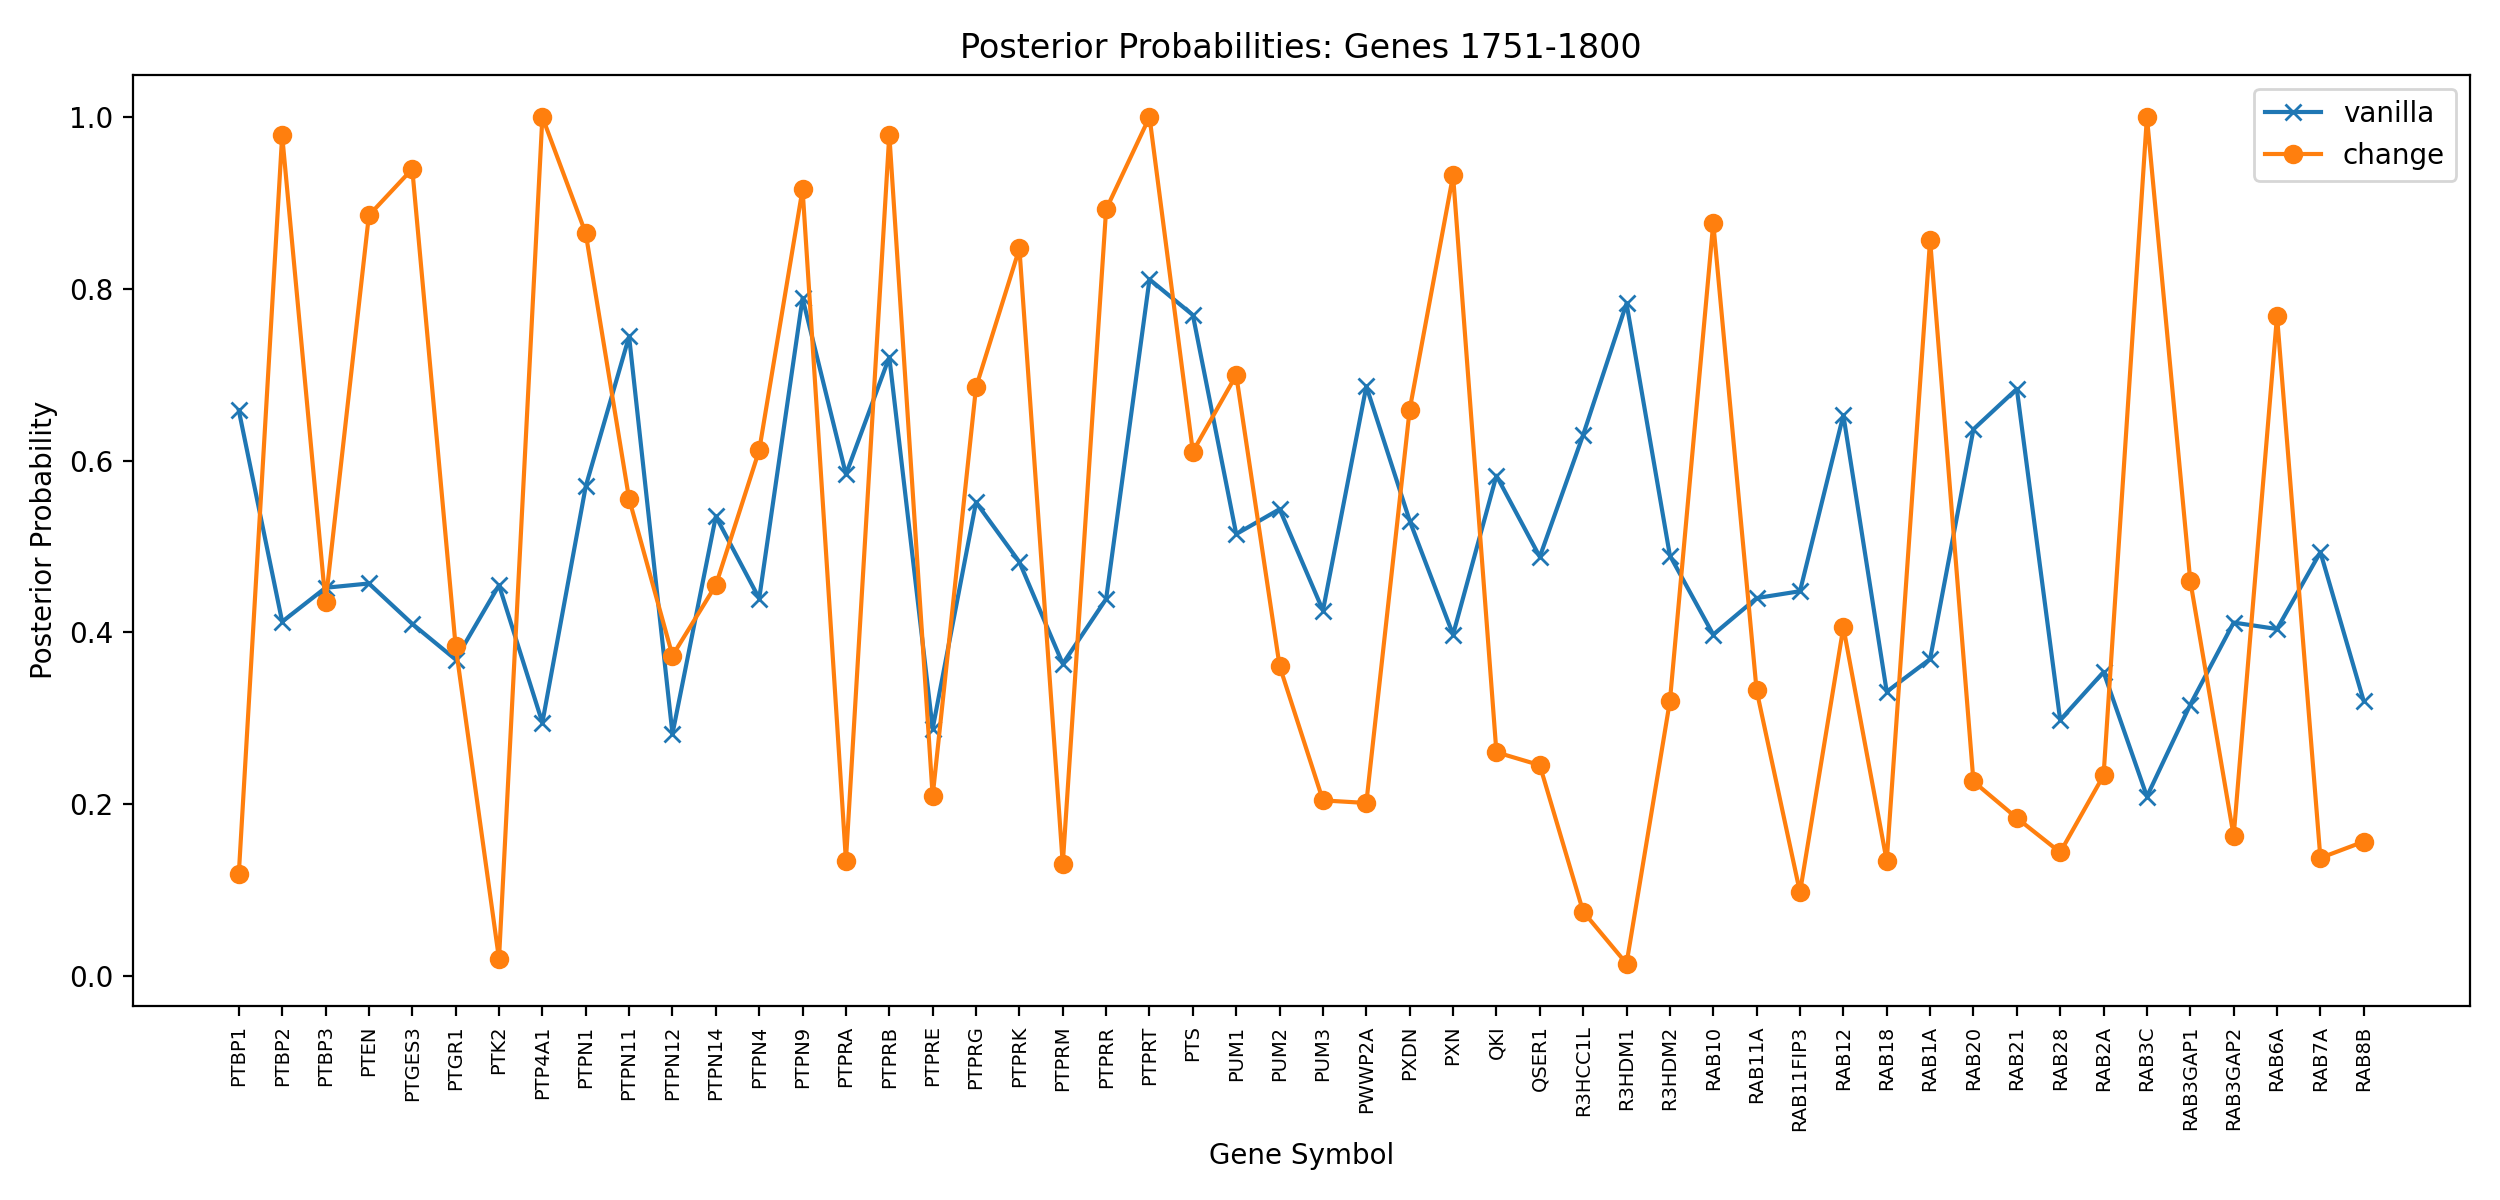 Posterior Probabilities: Genes 1751-1800
vanilla
change
Posterior Probability
1.0
0.8
0.6
0.4
0.2
0.0
PTBP1
PTBP2
PTBP3
PTEN
PTGES3
PTGR1
PTK2
PTP4A1
PTPN1
PTPN11
PTPN12
PTPN14
PTPN4
PTPN9
PTPRA
PTPRB
PTPRE
PTPRG
PTPRK
PTPRM
PTPRR
PTPRT
PTS
PUM1
PUM2
PUM3
PWWP2A
PXDN
PXN
QKI
QSER1
R3HCC1L
R3HDM1
R3HDM2
RAB10
RAB11A
RAB11FIP3
RAB12
RAB18
RAB1A
RAB20
RAB21
RAB28
RAB2A
RAB3C
RAB3GAP1
RAB3GAP2
RAB6A
RAB7A
RAB8B
Gene Symbol